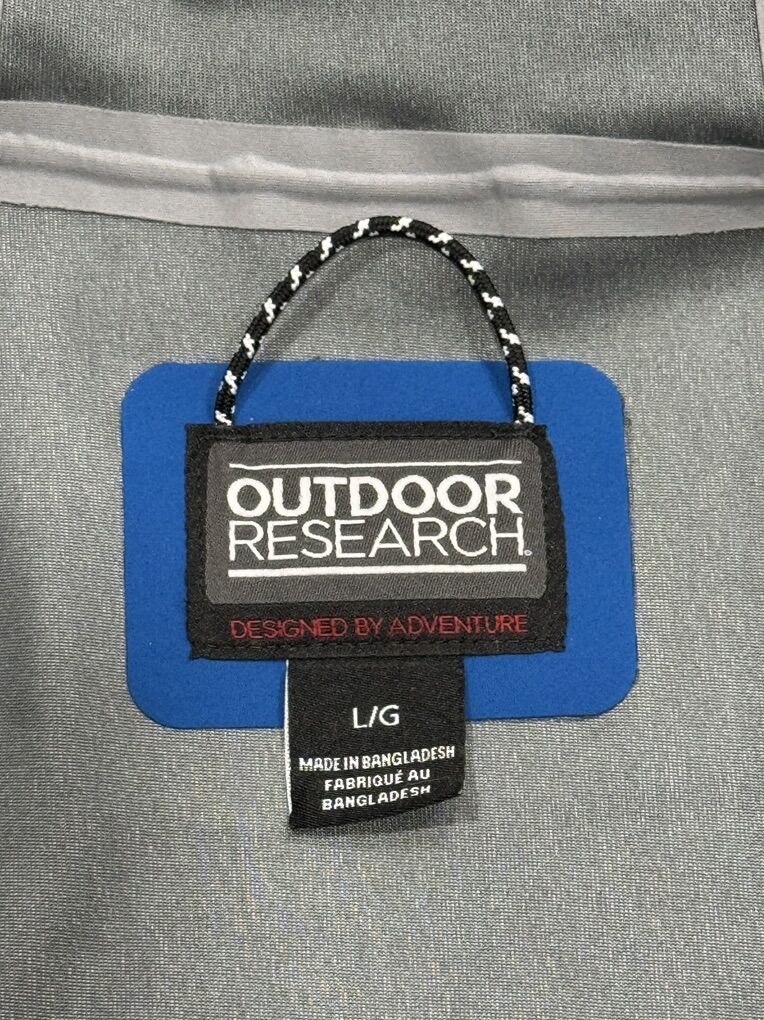 OUTDOOR
RESEARCH®
DESIGNED BY ADVENTURE
L/G
MADE IN BANGLADESH
FABRIQUÉ AU
BANGLADESH